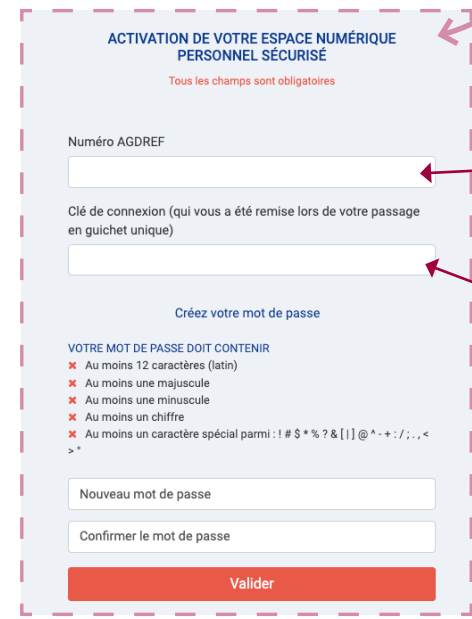 ACTIVATION DE VOTRE ESPACE NUMÉRIQUE
PERSONNEL SÉCURISÉ
Tous les champs sont obligatoires
Numéro AGDREF
Clé de connexion (qui vous a été remise lors de votre passage
en guichet unique)
Créez votre mot de passe
VOTRE MOT DE PASSE DOIT CONTENIR
Au moins 12 caractères (latin)
Au moins une majuscule
Au moins une minuscule
Au moins un chiffre
Au moins un caractère spécial parmi : ! # $ * % ? & [ | ] @ ^ - + : / ; . , <
> "
Nouveau mot de passe
Confirmer le mot de passe
Valider